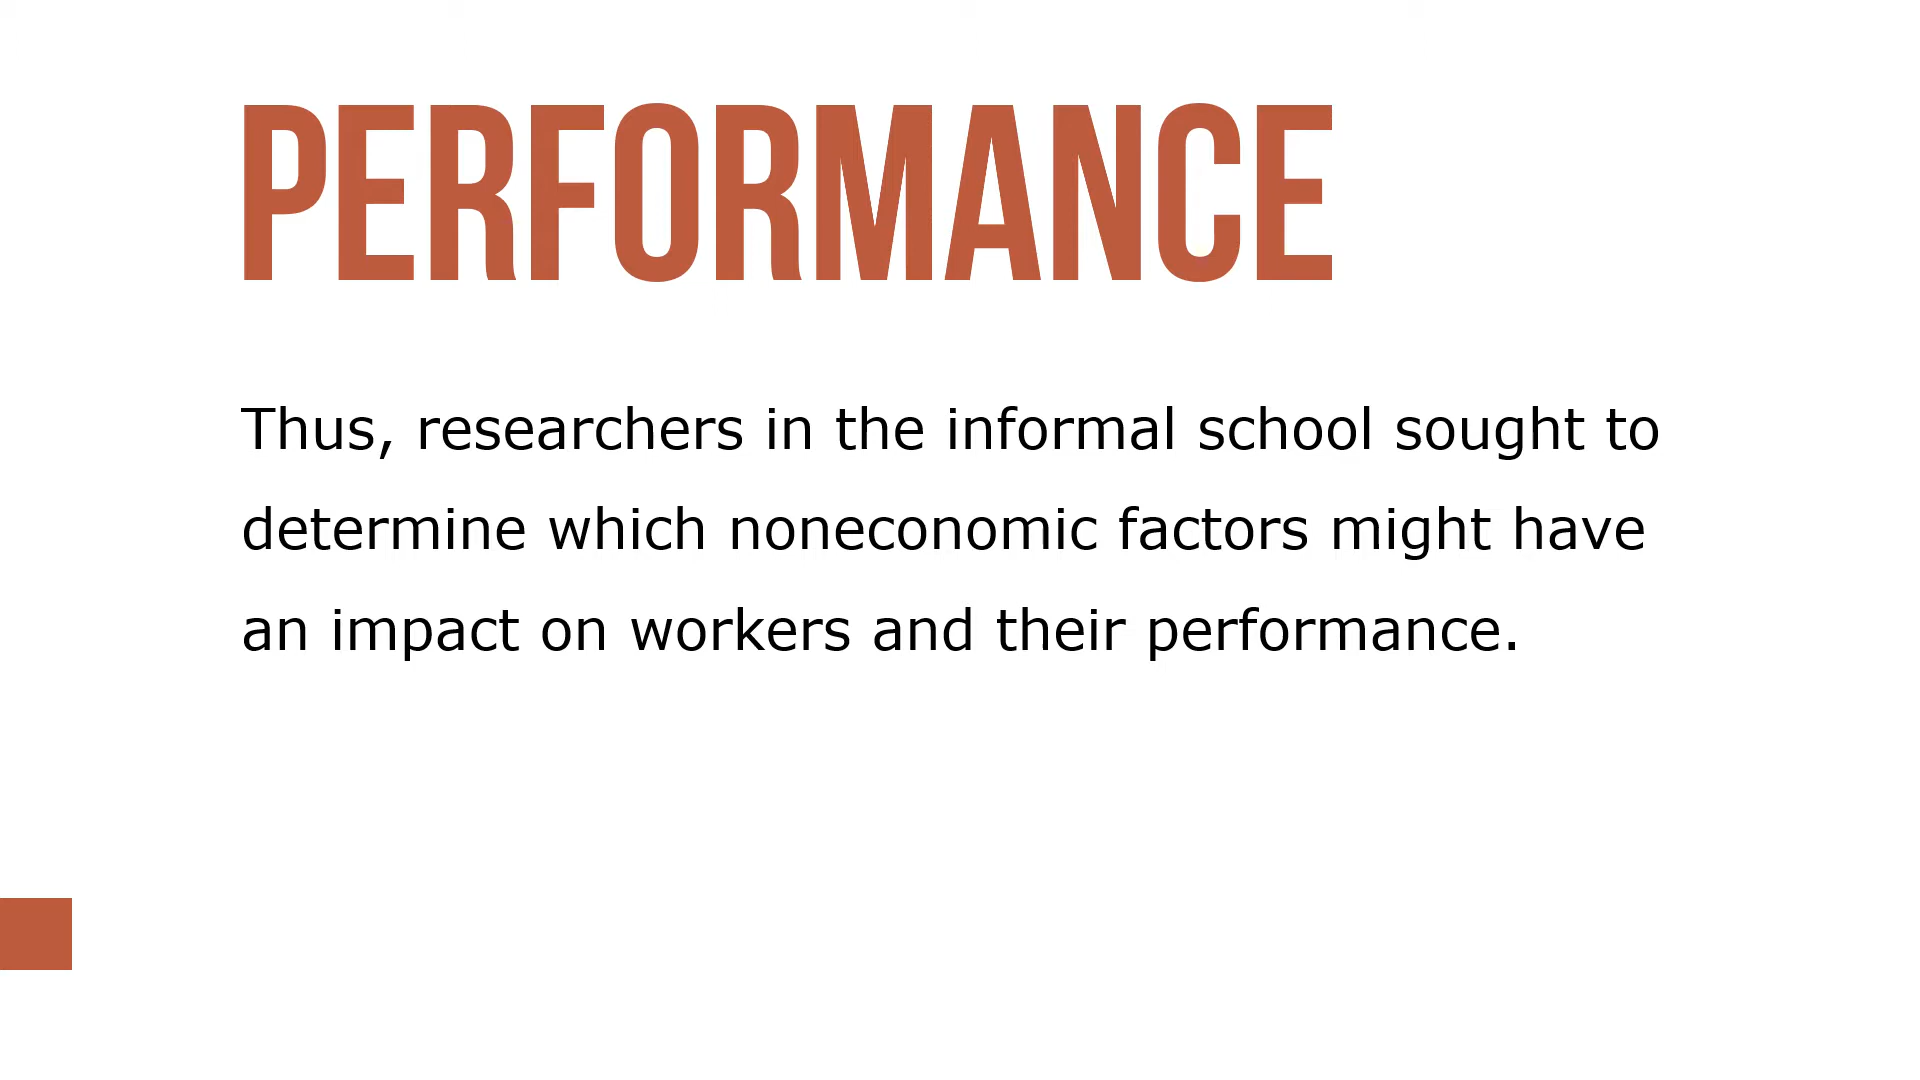 PERFORMANCE
Thus, researchers in the informal school sought to
determine which noneconomic factors might have
an impact on workers and their performance.